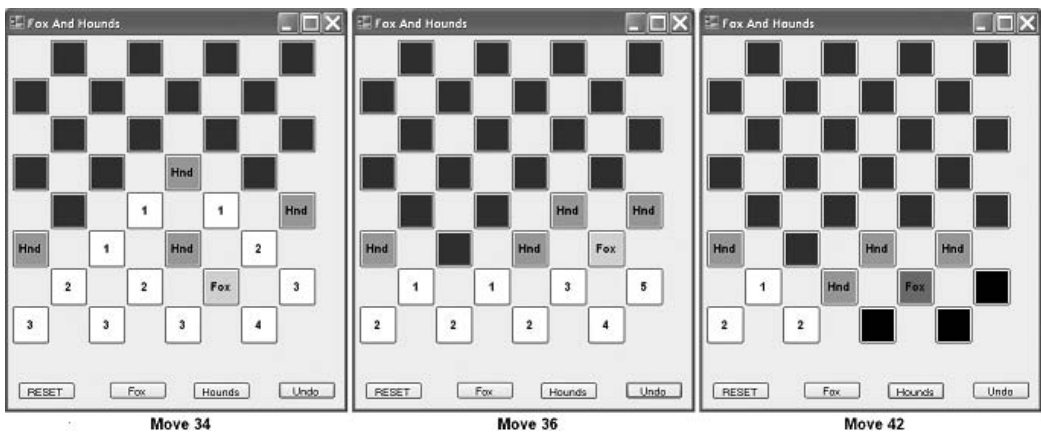 Fox And Hounds
Hnd
1 1 Hnd
Hnd 1 Hnd 2
2 2 Fox 3
3 3 3 4
RESET Fox Hounds Undo
Move 34
Fox And Hounds
Hnd Hnd
Hnd Hnd Fox
1 1 3 5
2 2 2 4
RESET Fox Hounds Undo
Move 36
Fox And Hounds
Hnd Hnd Hnd
1 Hnd Fox
2 2
RESET Fox Hounds Undo
Move 42